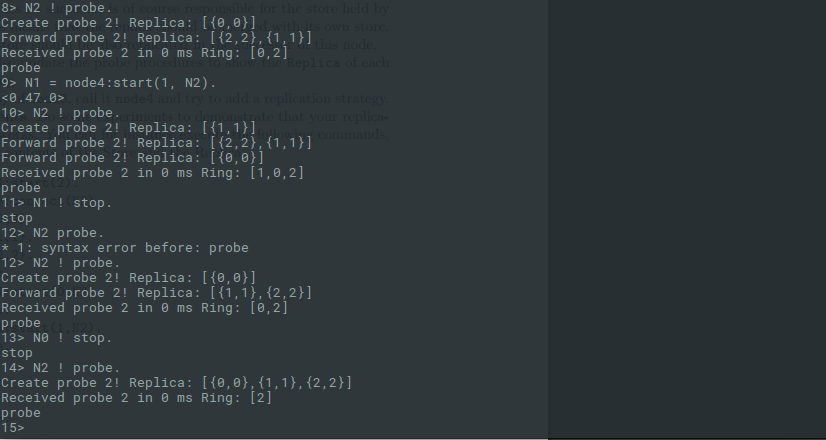 8> N2 ! probe.
Create probe 2! Replica: [{0,0}]
Forward probe 2! Replica: [{2,2},{1,1}]
Received probe 2 in 0 ms Ring: [0,2]
probe
9> N1 = node4:start(1, N2).
<0.47.0>
10> N2 ! probe.
Create probe 2! Replica: [{1,1}]
Forward probe 2! Replica: [{2,2},{1,1}]
Forward probe 2! Replica: [{0,0}]
Received probe 2 in 0 ms Ring: [1,0,2]
probe
11> N1 ! stop.
stop
12> N2 probe.
* 1: syntax error before: probe
12> N2 ! probe.
Create probe 2! Replica: [{0,0}]
Forward probe 2! Replica: [{1,1},{2,2}]
Received probe 2 in 0 ms Ring: [0,2]
probe
13> N0 ! stop.
stop
14> N2 ! probe.
Create probe 2! Replica: [{0,0},{1,1},{2,2}]
Received probe 2 in 0 ms Ring: [2]
probe
15>